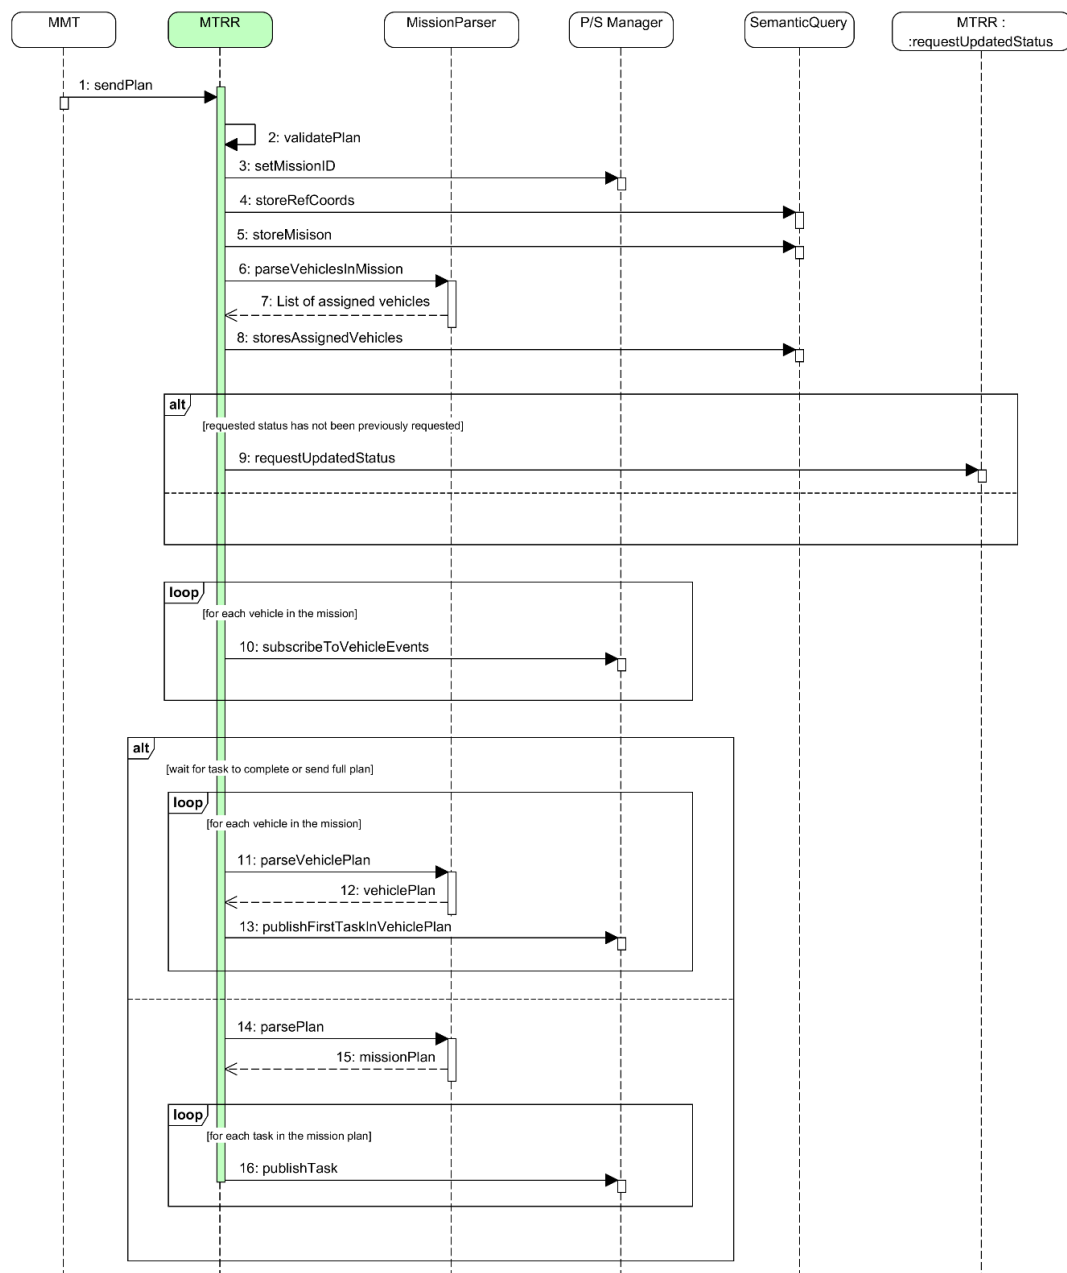 MMT
MTRR
MissionParser
P/S Manager
SemanticQuery
MTRR :
:requestUpdatedStatus
1: sendPlan
2: validatePlan
3: setMissionID
4: storeRefCoords
5: storeMisison
6: parseVehiclesInMission
7: List of assigned vehicles
8: storesAssignedVehicles
alt
[requested status has not been previously requested]
9: requestUpdatedStatus
loop
[for each vehicle in the mission]
10: subscribeToVehicleEvents
alt
[wait for task to complete or send full plan]
loop
[for each vehicle in the mission]
11: parseVehiclePlan
12: vehiclePlan
13: publishFirstTaskInVehiclePlan
14: parsePlan
15: missionPlan
loop
[for each task in the mission plan]
16: publishTask